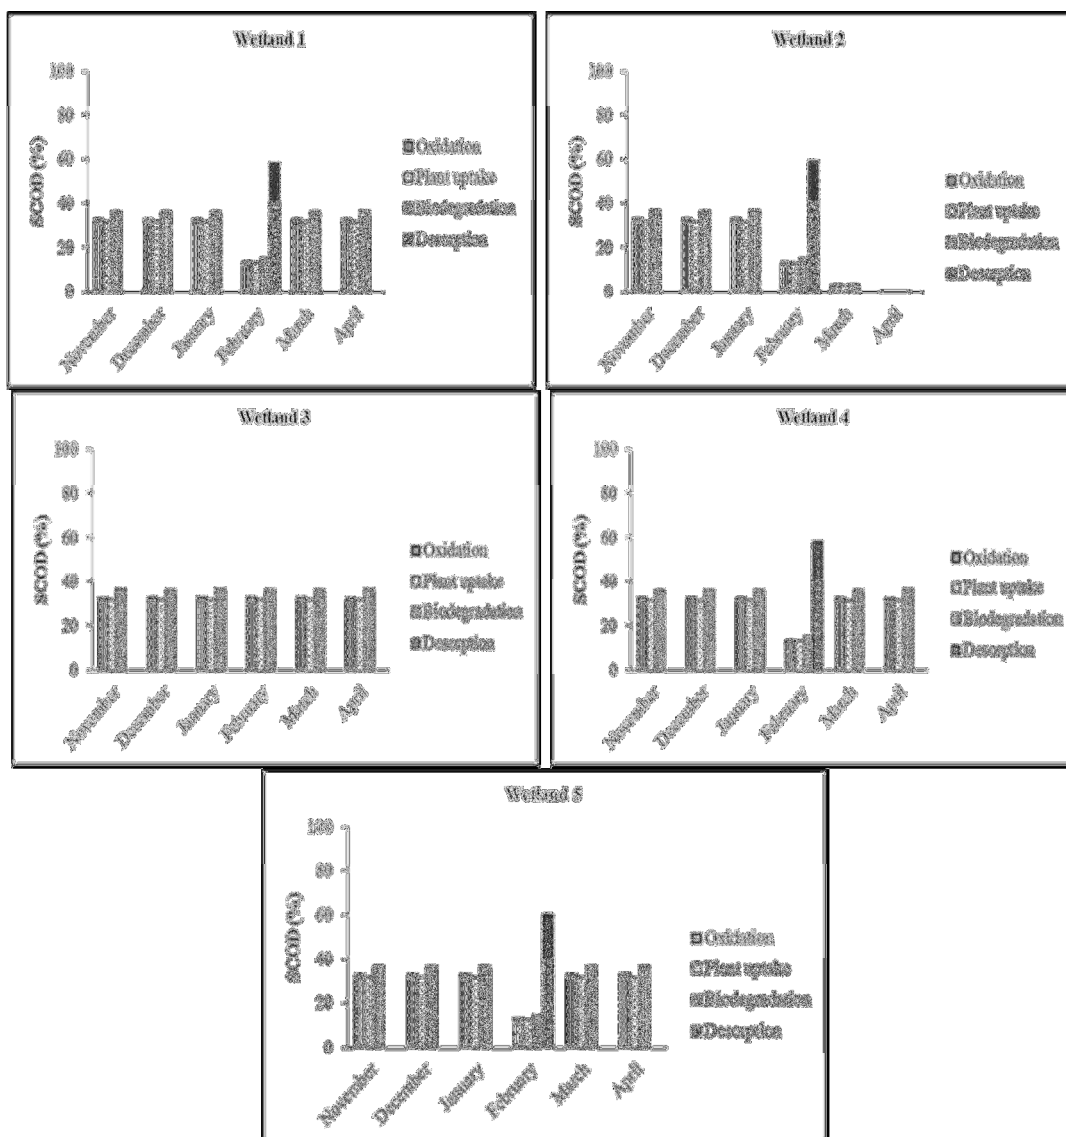 Wetland 1
100
80
60
40
20
0
SCOD (%)
November
December
January
February
March
April
Oxidation
Plant uptake
Biodegradation
Desorption
Wetland 2
100
80
60
40
20
0
SCOD (%)
November
December
January
February
March
April
Oxidation
Plant uptake
Biodegradation
Desorption
Wetland 3
100
80
60
40
20
0
SCOD (%)
November
December
January
February
March
April
Oxidation
Plant uptake
Biodegradation
Desorption
Wetland 4
100
80
60
40
20
0
SCOD (%)
November
December
January
February
March
April
Oxidation
Plant uptake
Biodegradation
Desorption
Wetland 5
100
80
60
40
20
0
SCOD (%)
November
December
January
February
March
April
Oxidation
Plant uptake
Biodegradation
Desorption